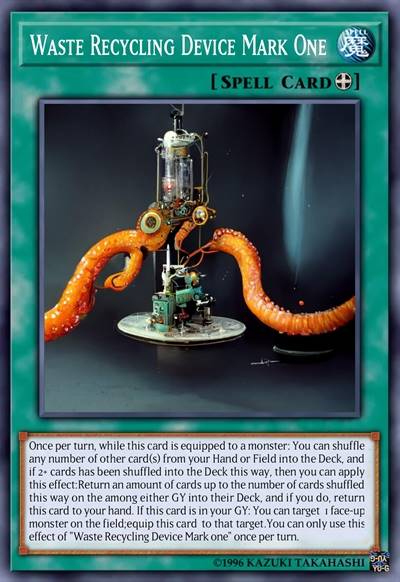 Waste Recycling Device Mark One
魔
[Spell Card]
Once per turn, while this card is equipped to a monster: You can shuffle
any number of other card(s) from your Hand or Field into the Deck, and
if 2+ cards has been shuffled into the Deck this way, then you can apply
this effect:Return an amount of cards up to the number of cards shuffled
this way on the among either GY into their Deck, and if you do, return
this card to your hand. If this card is in your GY: You can target 1 face-up
monster on the field;equip this card to that target.You can only use this
effect of "Waste Recycling Device Mark one" once per turn.
©1996 KAZUKI TAKAHASHI